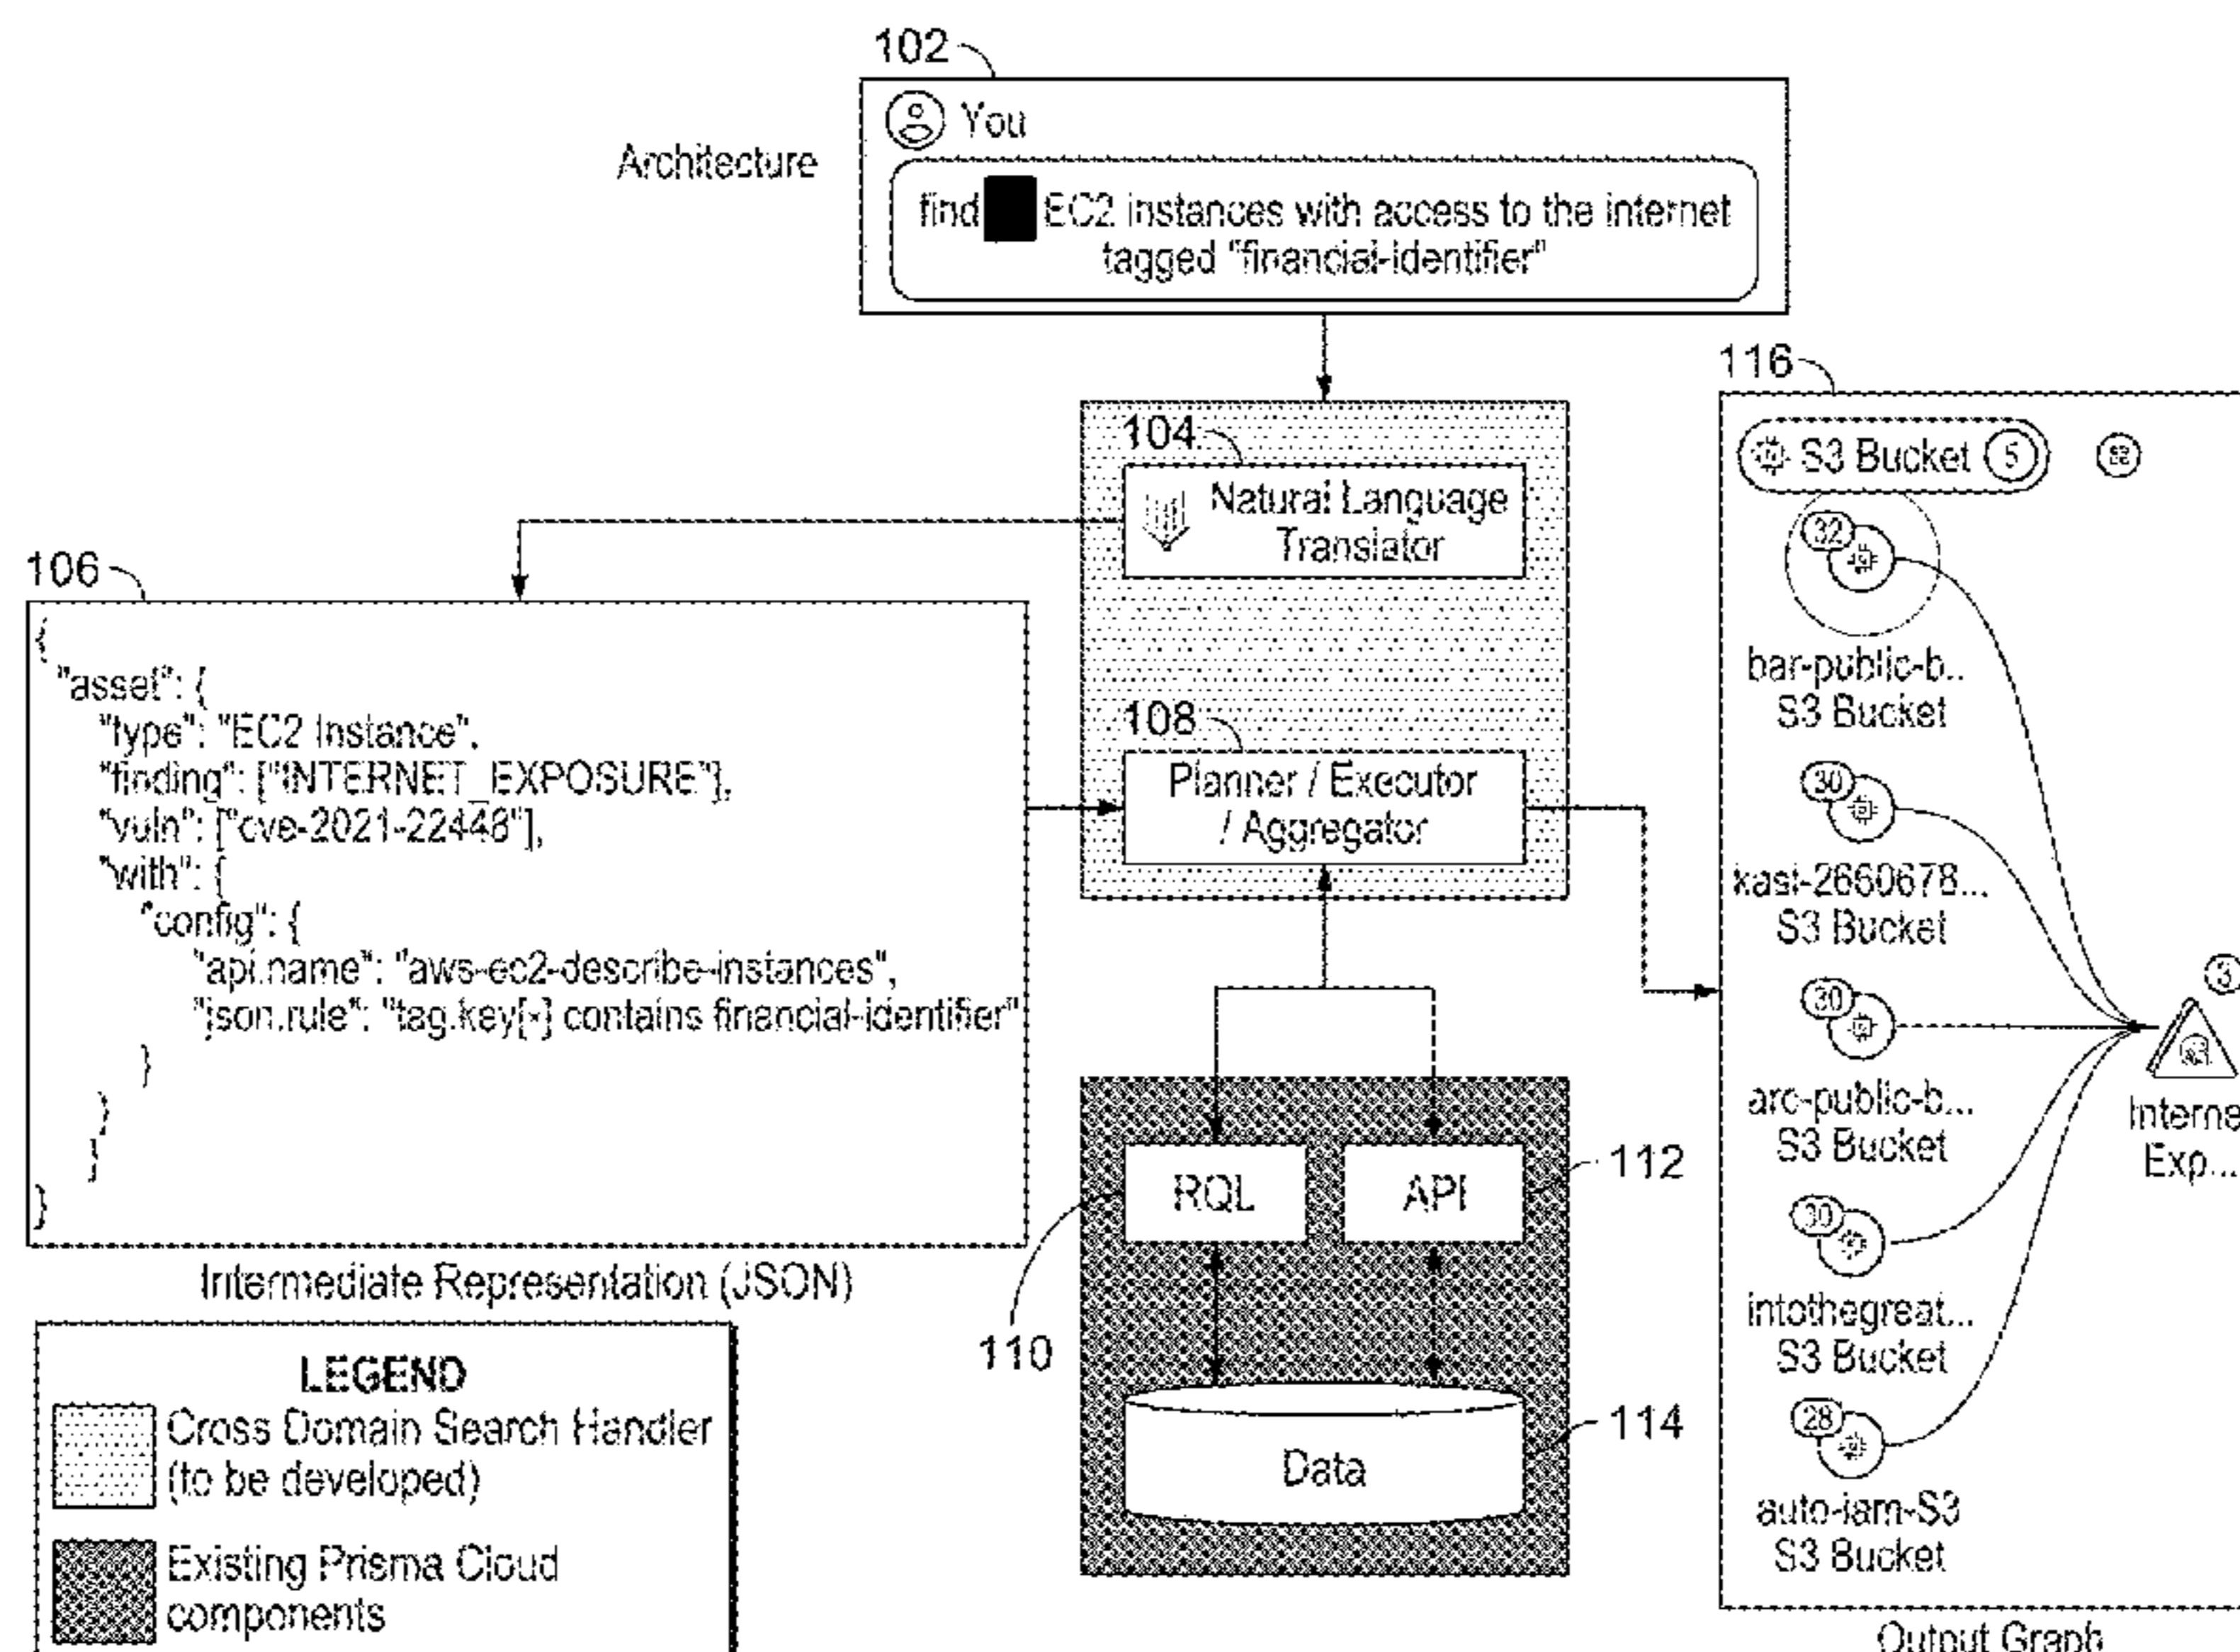 102
You
Architecture
find EC2 instances with access to the internet
tagged "financial-identifier"
116
S3 Bucket 5
104
Natural Language
Translator
32
bar-public-b..
S3 Bucket
106
{
"asset": {
"type": "EC2 Instance",
"finding": ["INTERNET_EXPOSURE"],
"vuln": ["cve-2021-22448"],
"with": {
"config": {
"api.name": "aws-ec2-describe-instances",
"json.rule": "tag.key[*] contains financial-identifier"
}
}
}
}
Intermediate Representation (JSON)
108
Planner / Executor
/ Aggregator
30
kasi-2660678...
S3 Bucket
30
arc-public-b...
S3 Bucket
3
Interne
Exp...
30
intothegreat...
S3 Bucket
28
auto-iam-S3
S3 Bucket
Output Graph
RQL
API
112
110
Data
114
LEGEND
Cross Domain Search Handler
(to be developed)
Existing Prisma Cloud
components